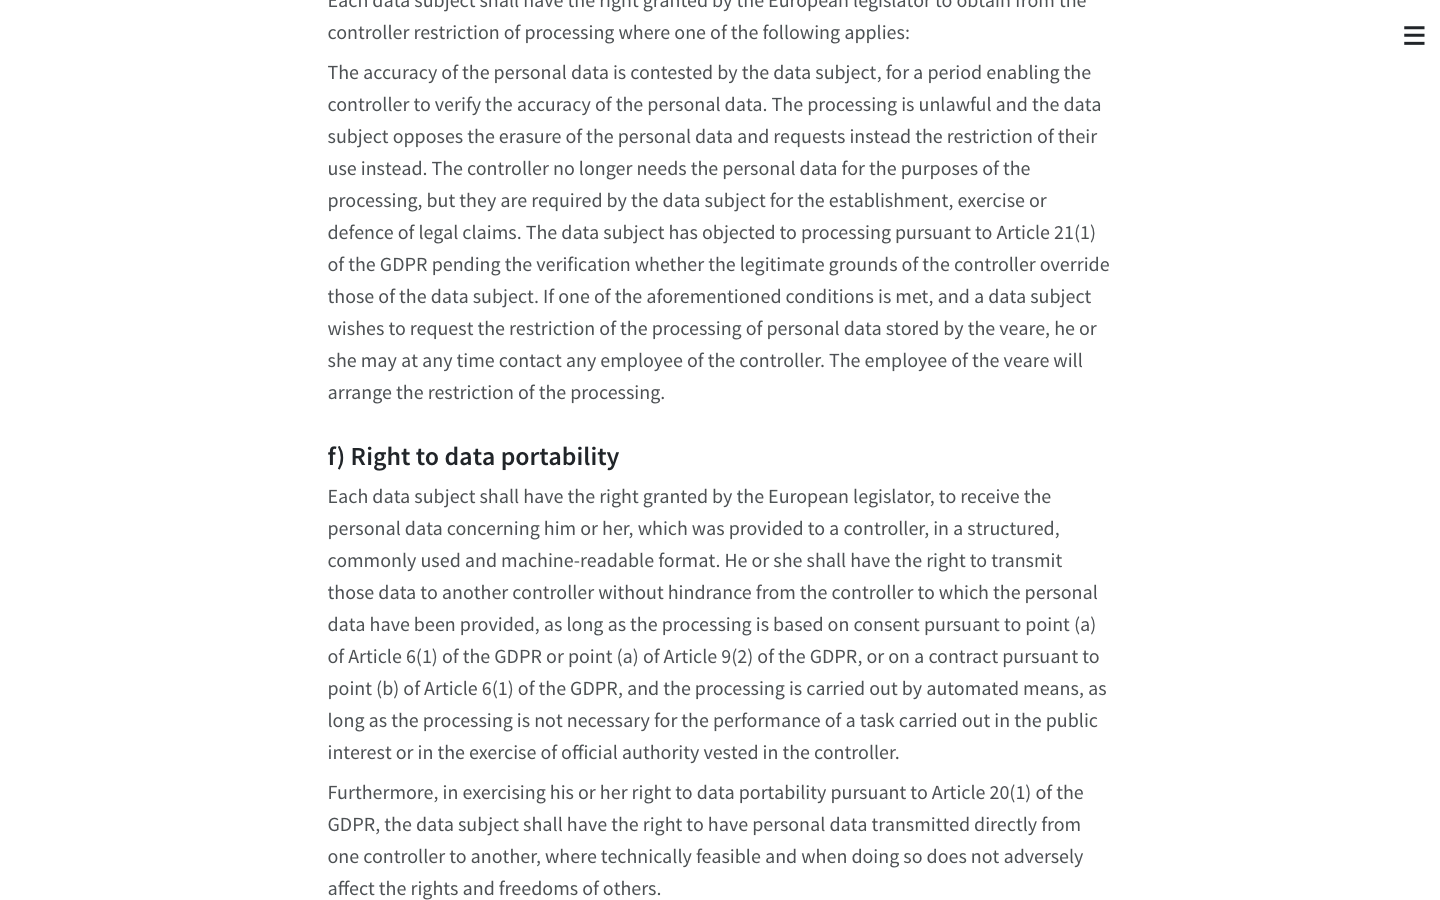 Each data subject shall have the right granted by the European legislator to obtain from the
controller restriction of processing where one of the following applies:
The accuracy of the personal data is contested by the data subject, for a period enabling the
controller to verify the accuracy of the personal data. The processing is unlawful and the data
subject opposes the erasure of the personal data and requests instead the restriction of their
use instead. The controller no longer needs the personal data for the purposes of the
processing, but they are required by the data subject for the establishment, exercise or
defence of legal claims. The data subject has objected to processing pursuant to Article 21(1)
of the GDPR pending the verification whether the legitimate grounds of the controller override
those of the data subject. If one of the aforementioned conditions is met, and a data subject
wishes to request the restriction of the processing of personal data stored by the veare, he or
she may at any time contact any employee of the controller. The employee of the veare will
arrange the restriction of the processing.
f) Right to data portability
Each data subject shall have the right granted by the European legislator, to receive the
personal data concerning him or her, which was provided to a controller, in a structured,
commonly used and machine-readable format. He or she shall have the right to transmit
those data to another controller without hindrance from the controller to which the personal
data have been provided, as long as the processing is based on consent pursuant to point (a)
of Article 6(1) of the GDPR or point (a) of Article 9(2) of the GDPR, or on a contract pursuant to
point (b) of Article 6(1) of the GDPR, and the processing is carried out by automated means, as
long as the processing is not necessary for the performance of a task carried out in the public
interest or in the exercise of official authority vested in the controller.
Furthermore, in exercising his or her right to data portability pursuant to Article 20(1) of the
GDPR, the data subject shall have the right to have personal data transmitted directly from
one controller to another, where technically feasible and when doing so does not adversely
affect the rights and freedoms of others.